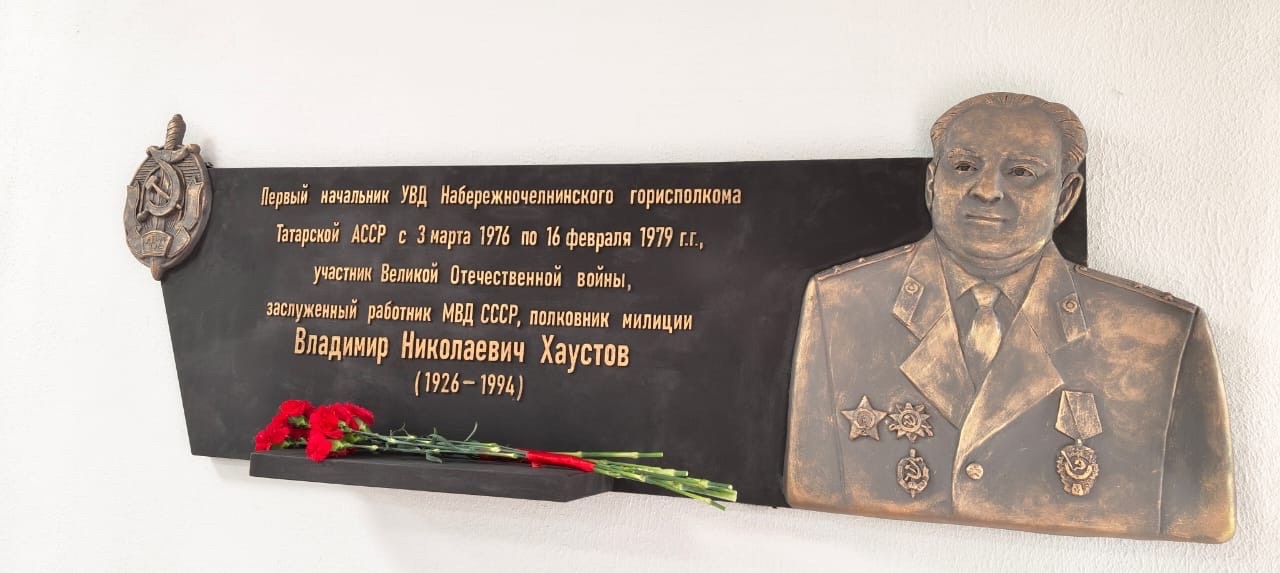 Первый начальник УВД Набережночелнинского горисполкома
Татарской АССР с 3 марта 1976 по 16 февраля 1979 г.г.,
участник Великой Отечественной войны,
заслуженный работник МВД СССР, полковник милиции
Владимир Николаевич Хаустов
(1926 – 1994)